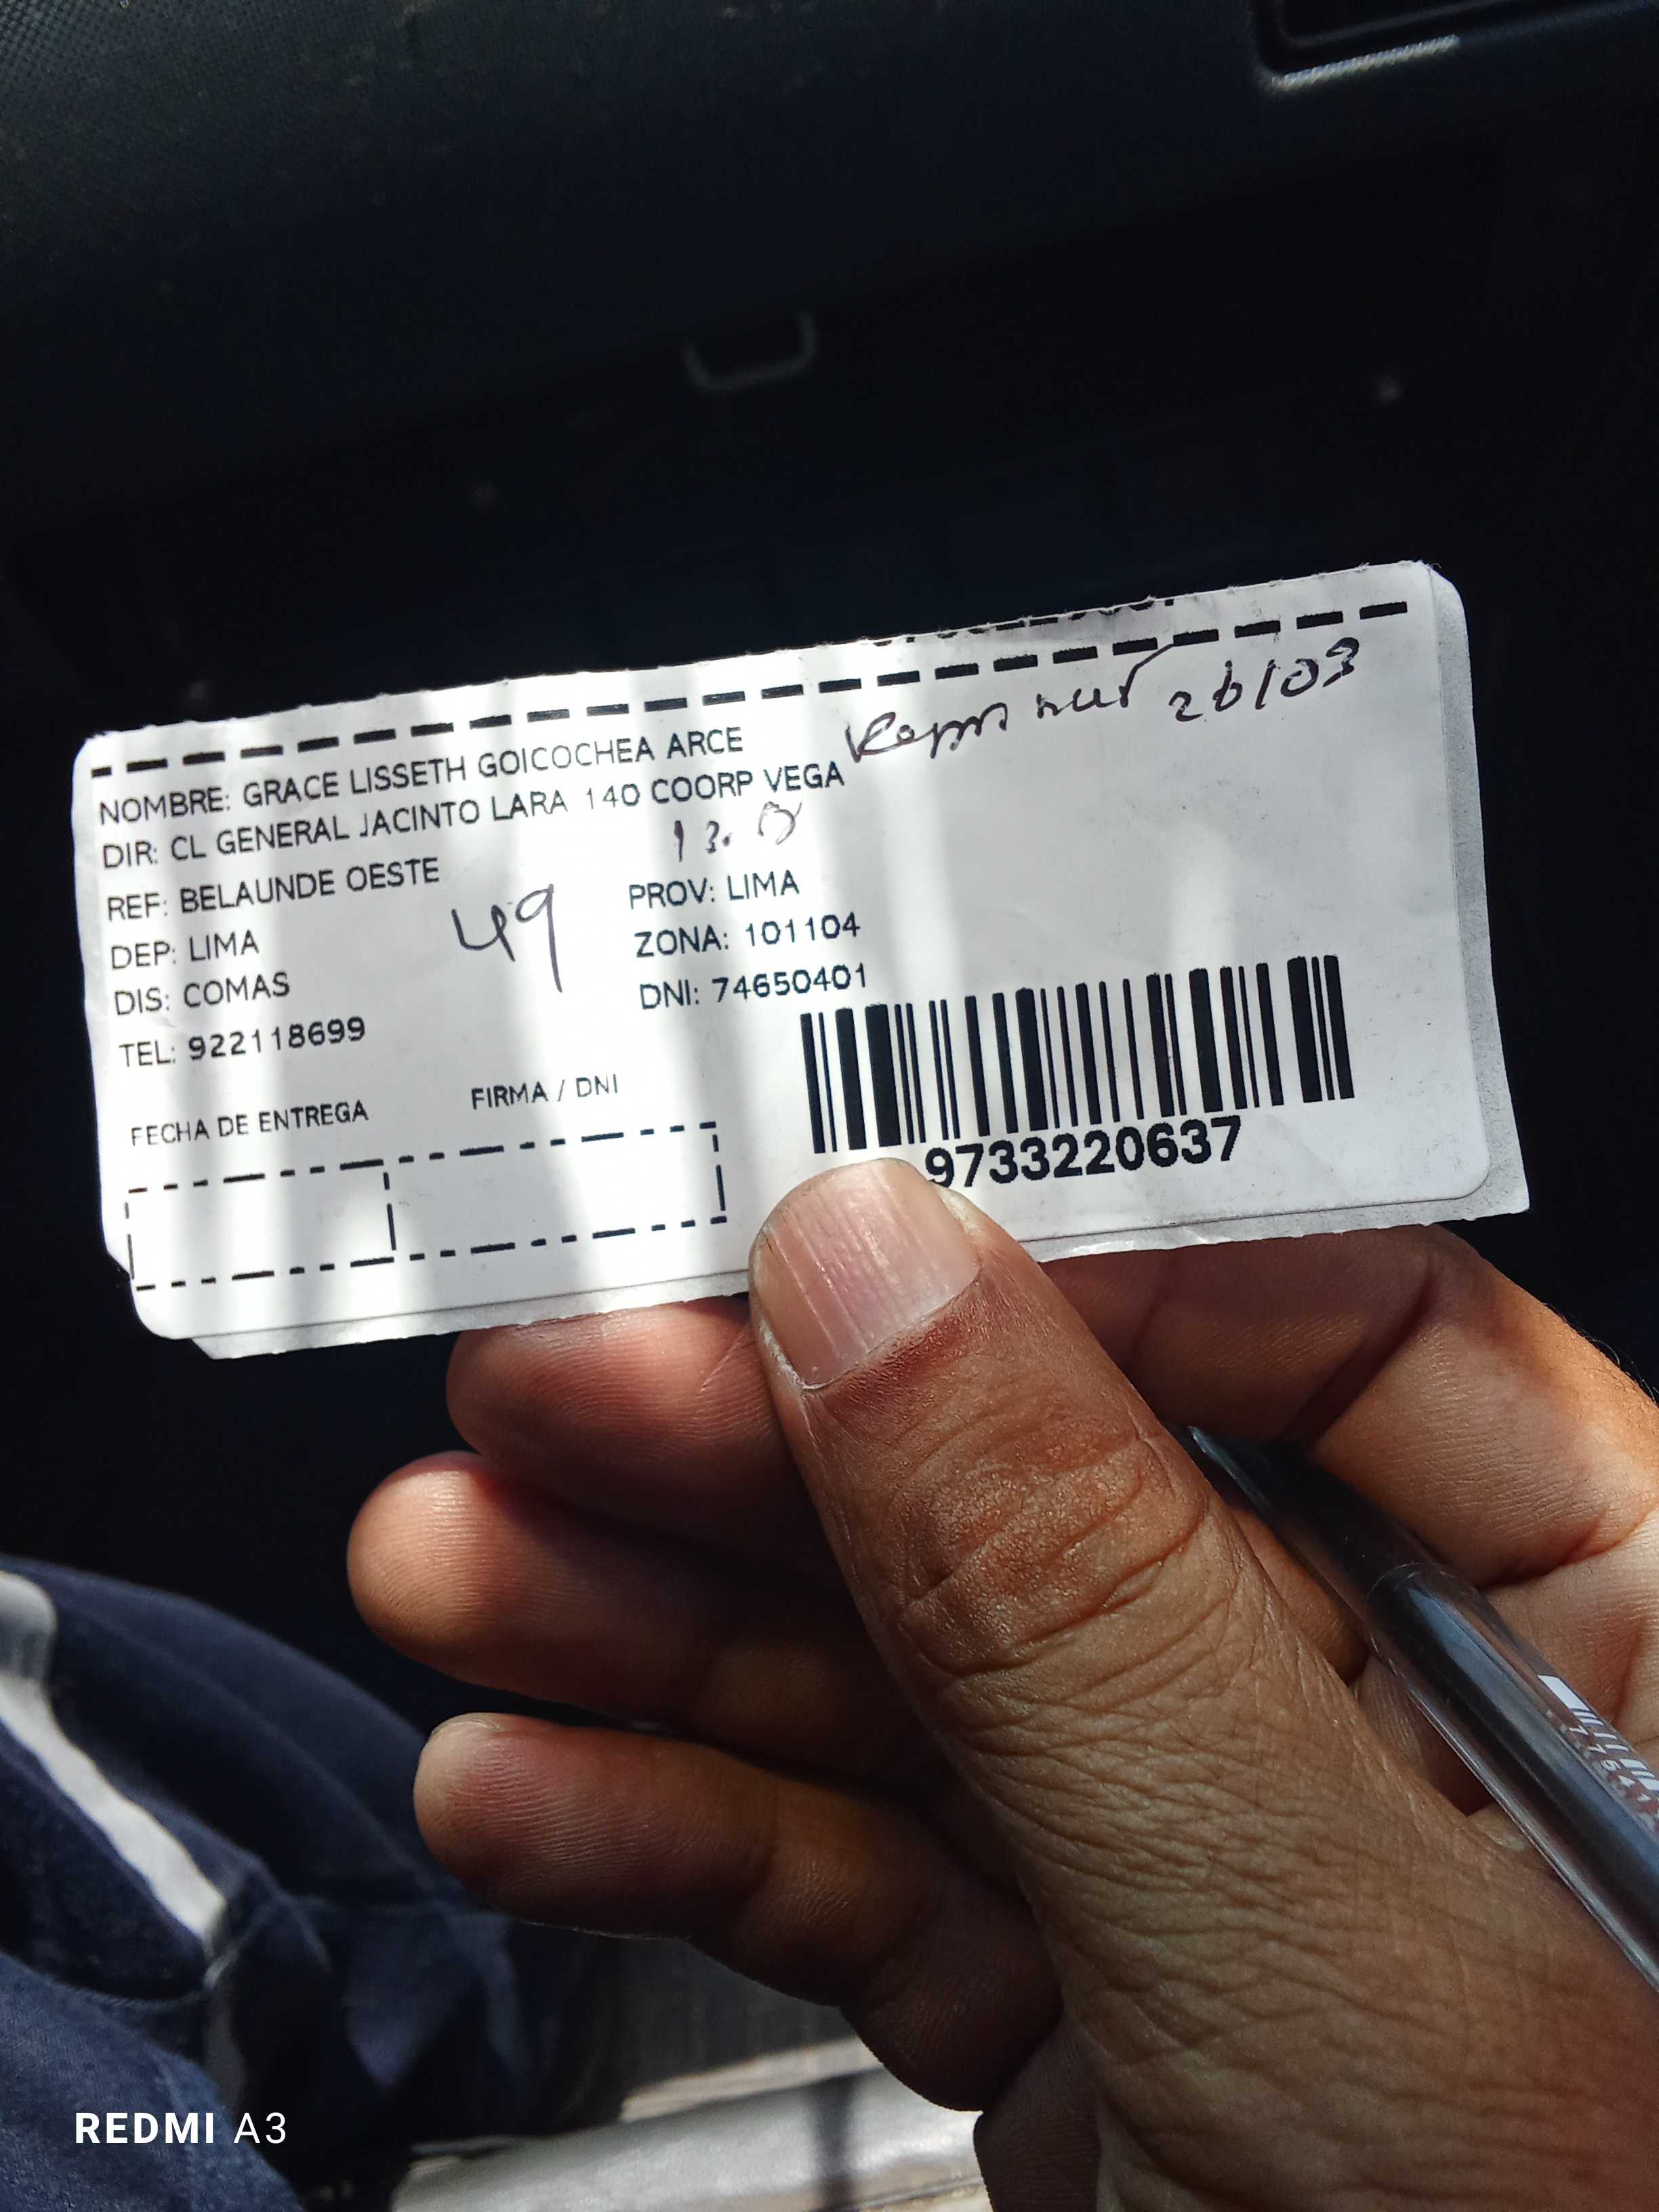 26/03
NOMBRE: GRACE LISSETH GOICOCHEA ARCE
DIR: CL GENERAL JACINTO LARA 140 COORP VEGA
REF: BELAUNDE OESTE
DEP: LIMA
49
PROV: LIMA
DIS: COMAS
ZONA: 101104
TEL: 922118699
DNI: 74650401
FECHA DE ENTREGA
FIRMA / DNI
9733220637
REDMI A3